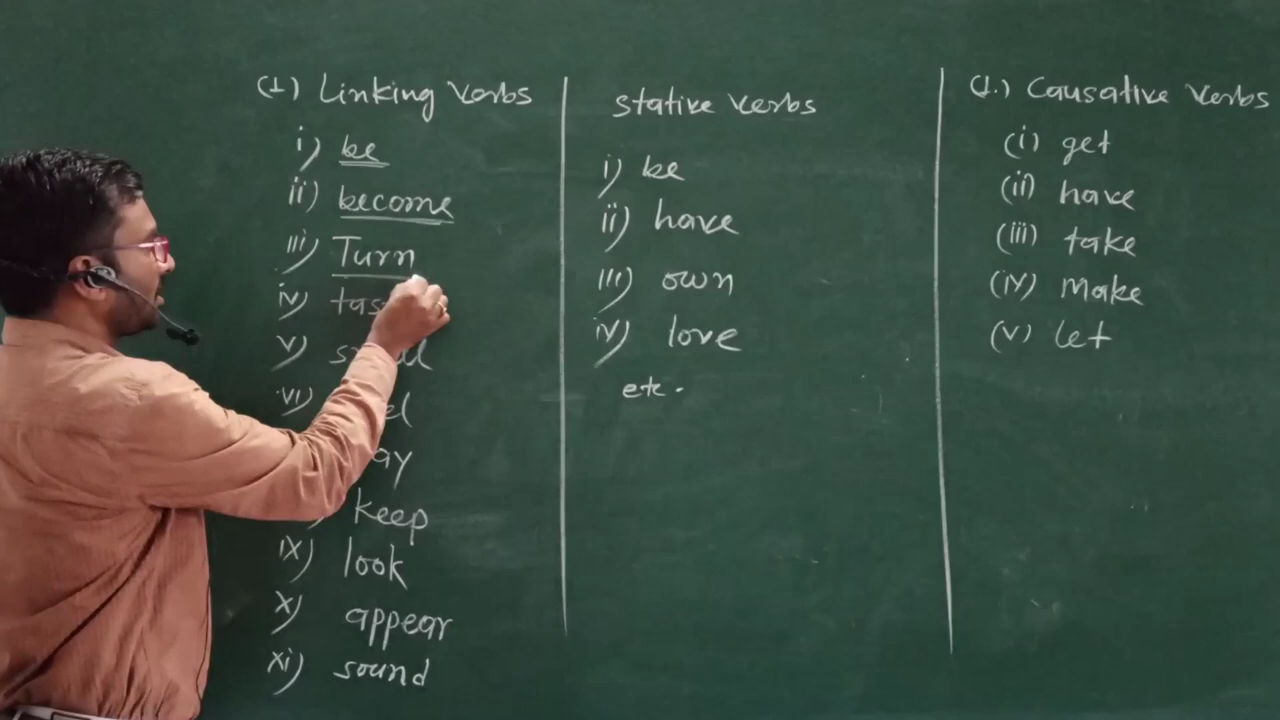 (1) Linking verbs
i) be
ii) become
iii) Turn
iv)
v)
vi)
Keep
ix) look
x) appear
xi) sound
stative verbs
i) be
ii) have
iii) own
iv) love
etc.
(1.) Causative verbs
(i) get
(ii) have
(iii) take
(iv) Make
(v) let